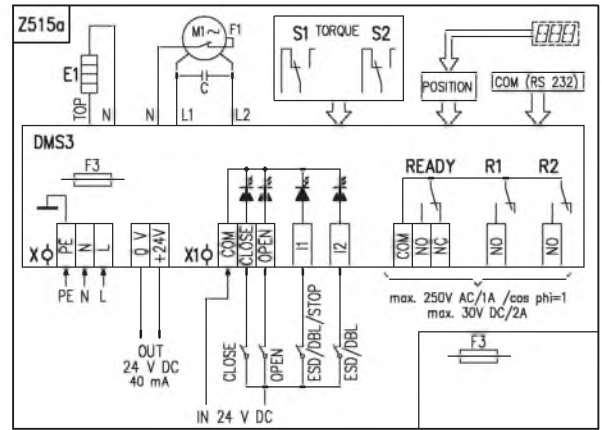 Z515a
M1~
F1
S1 TORQUE S2
E1
C
POSITION
COM (RS 232)
TOP
N
N
L1
L2
DMS3
F3
READY R1 R2
X
PE
N
L
0 V
+24V
X1
COM
CLOSE
OPEN
I1
I2
COM
NO
NC
NO
NO
PE N L
max. 250V AC/1A /cos phi=1
max. 30V DC/2A
OUT
24 V DC
40 mA
CLOSE
OPEN
ESD/DBL/STOP
ESD/DBL
F3
IN 24 V DC